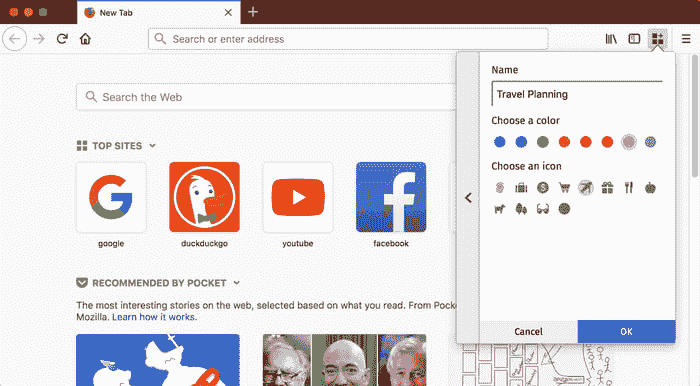 New Tab
Search or enter address
Search the Web
TOP SITES
google
duckduckgo
youtube
facebook
RECOMMENDED BY POCKET
The most interesting stories on the web, selected based on what you read. From Pock
Mozilla. Learn how it works.
Name
Travel Planning
Choose a color
Choose an icon
Cancel
OK